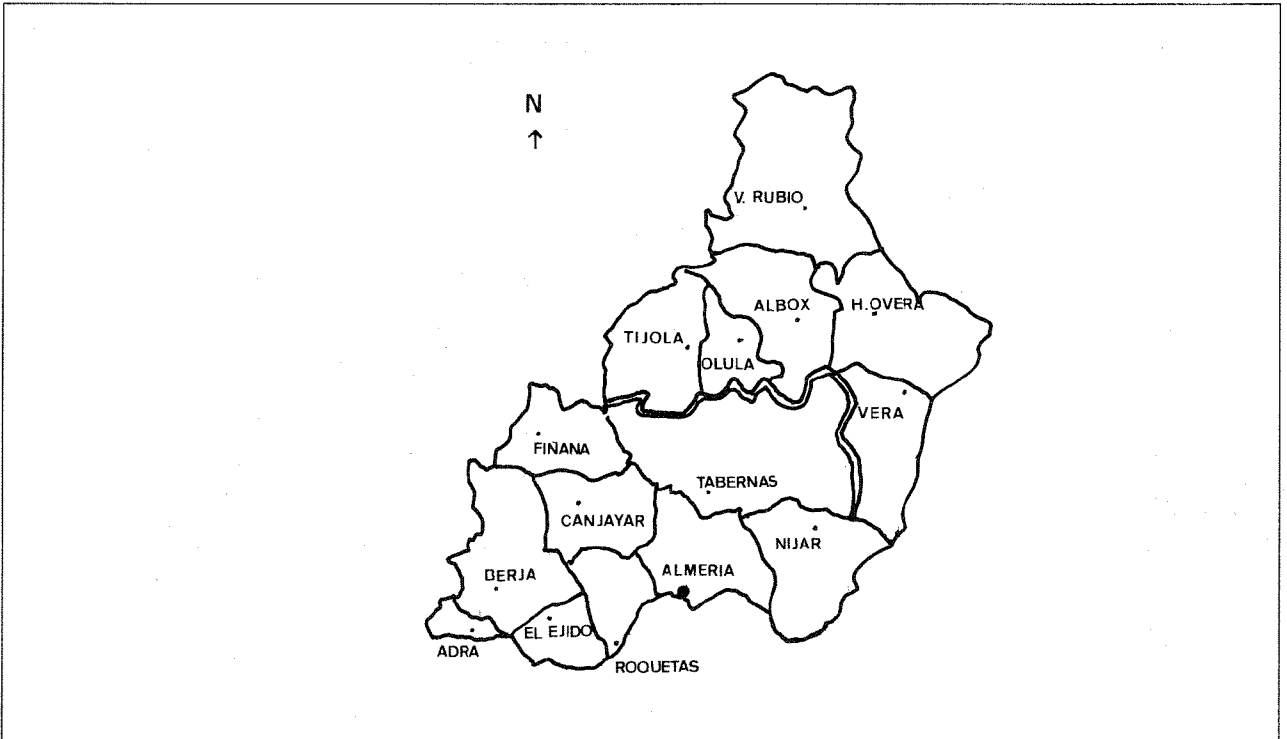 N
↑
V. RUBIO
ALBOX
H.OVERA
TIJOLA
OLULA
VERA
FIÑANA
TABERNAS
CANJAYAR
NIJAR
ALMERIA
BERJA
EL EJIDO
ADRA
ROQUETAS